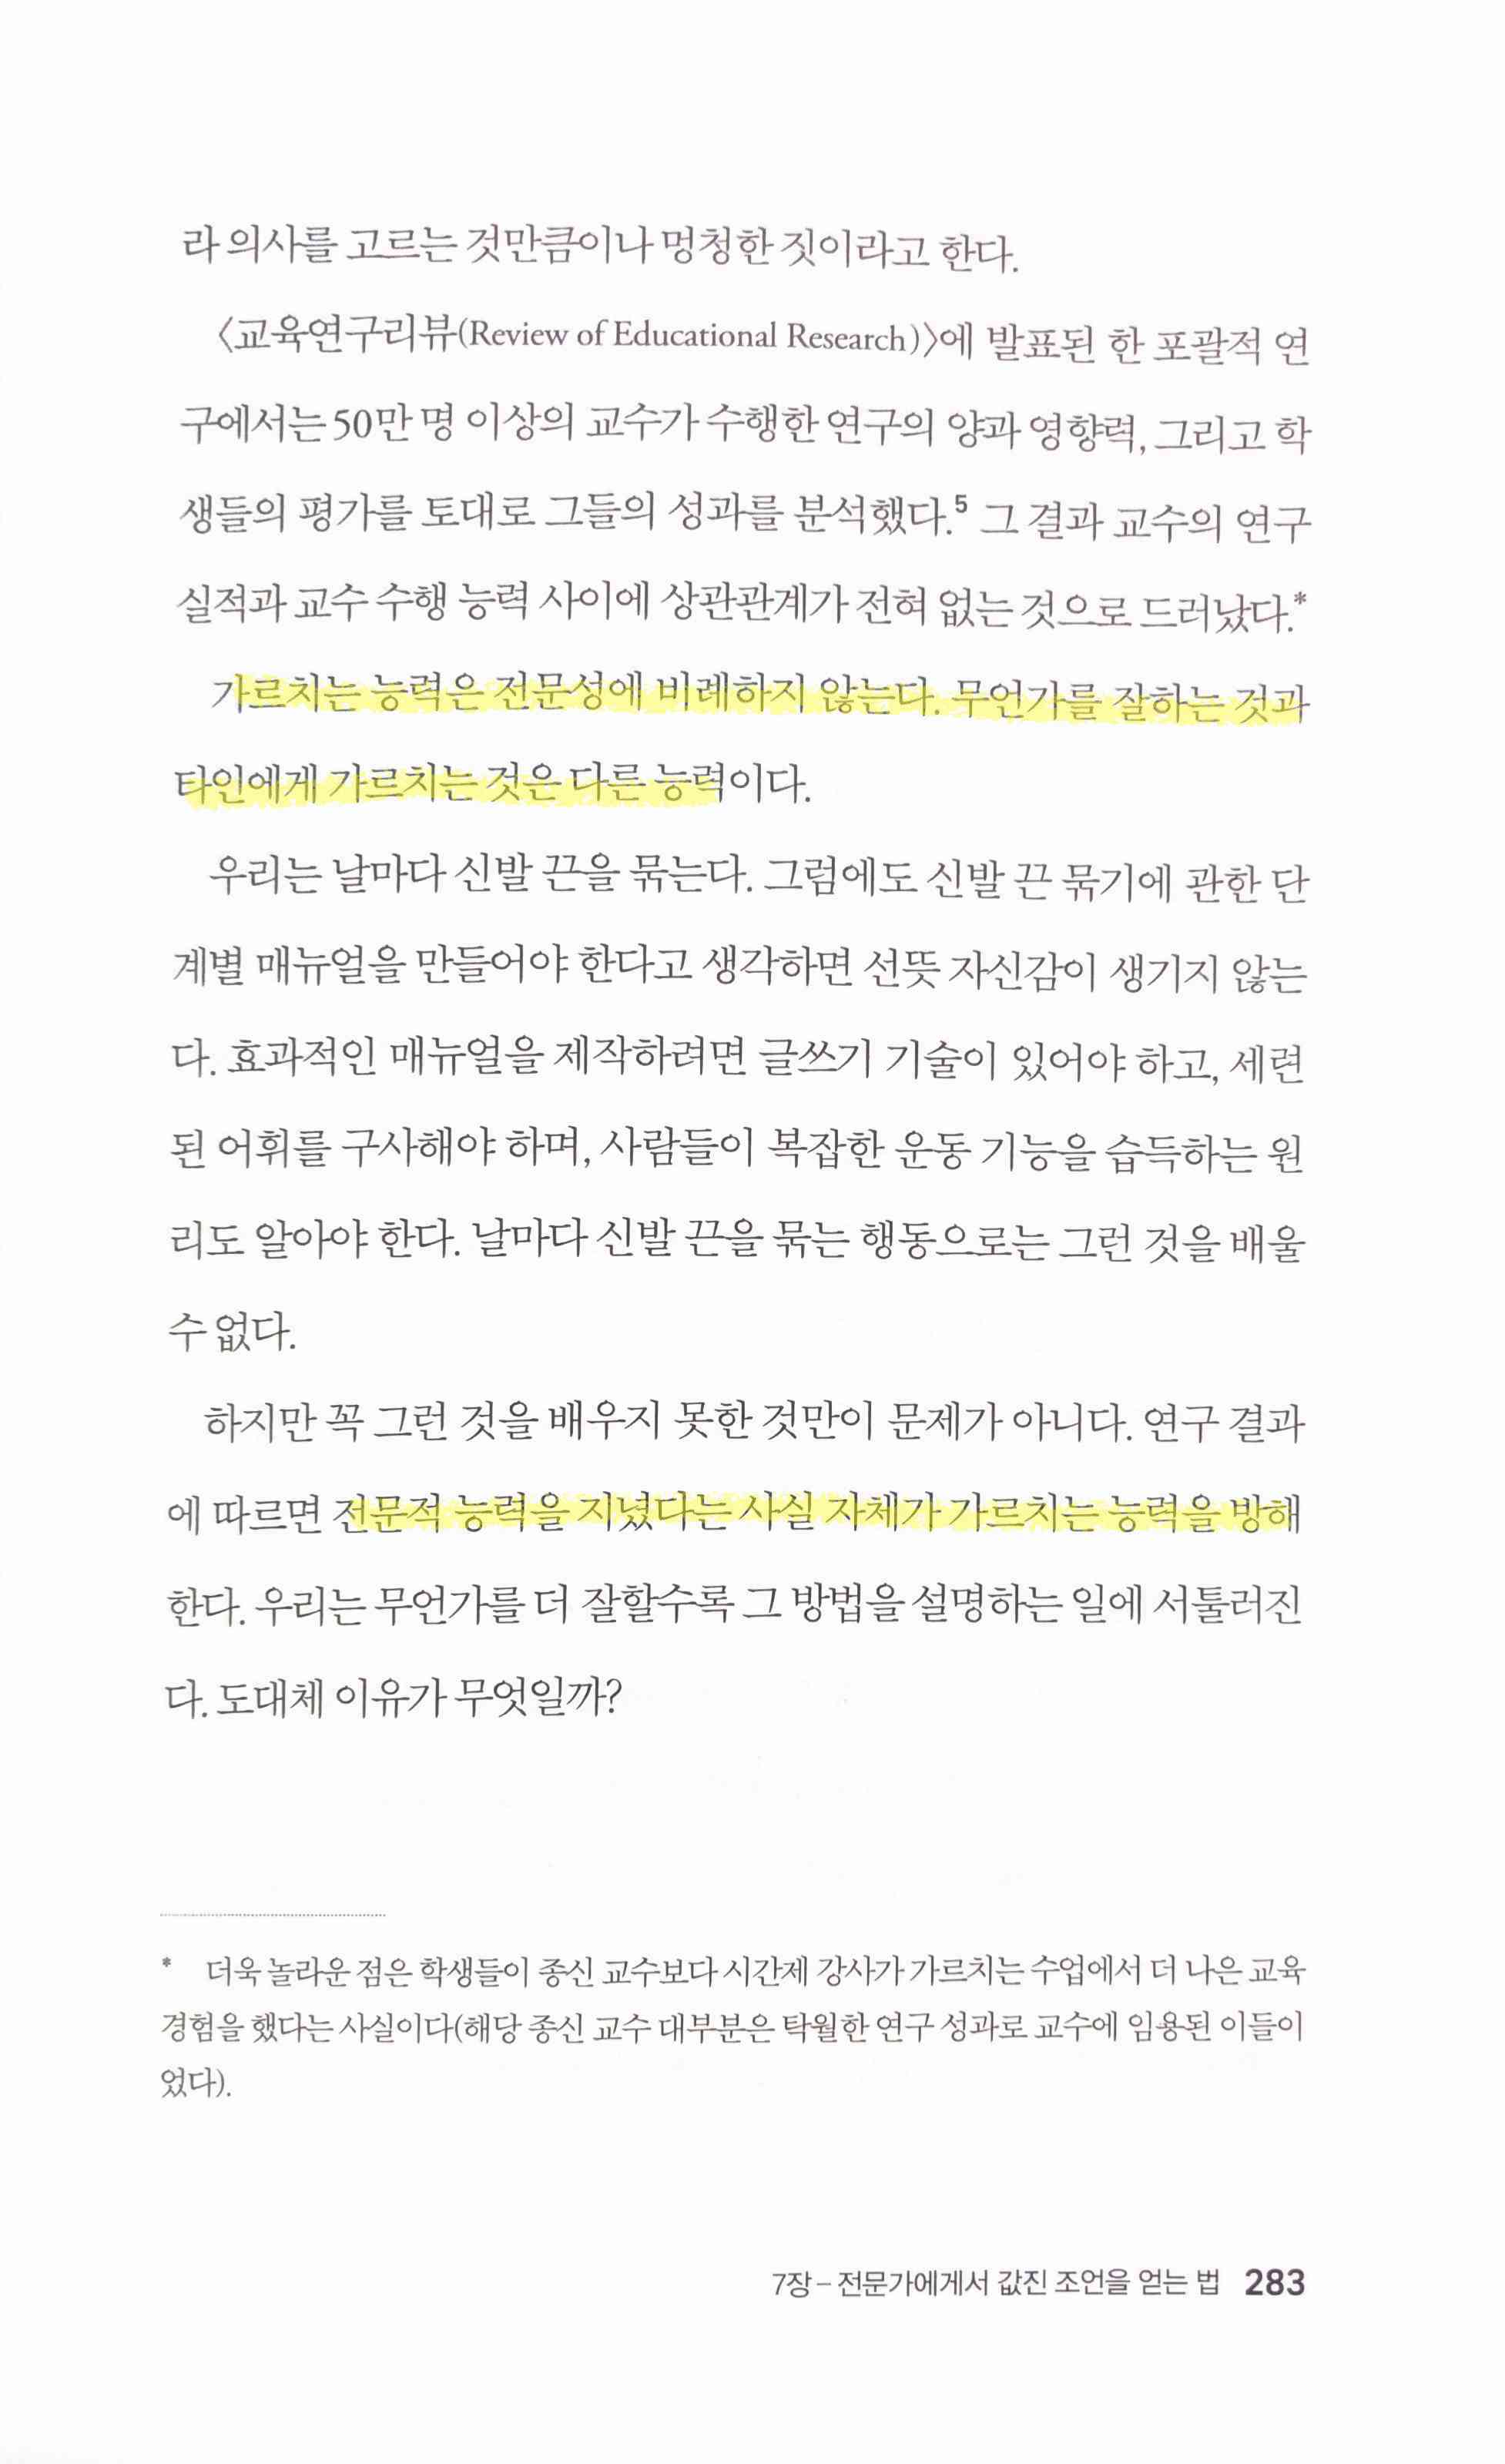 라 의사를 고르는 것만큼이나 멍청한 짓이라고 한다.
〈교육연구리뷰(Review of Educational Research)〉에 발표된 한 포괄적 연
구에서는 50만 명 이상의 교수가 수행한 연구의 양과 영향력, 그리고 학
생들의 평가를 토대로 그들의 성과를 분석했다.5 그 결과 교수의 연구
실적과 교수 수행 능력 사이에 상관관계가 전혀 없는 것으로 드러났다.*
가르치는 능력은 전문성에 비례하지 않는다. 무언가를 잘하는 것과
타인에게 가르치는 것은 다른 능력이다.
우리는 날마다 신발 끈을 묶는다. 그럼에도 신발 끈 묶기에 관한 단
계별 매뉴얼을 만들어야 한다고 생각하면 선뜻 자신감이 생기지 않는
다. 효과적인 매뉴얼을 제작하려면 글쓰기 기술이 있어야 하고, 세련
된 어휘를 구사해야 하며, 사람들이 복잡한 운동 기능을 습득하는 원
리도 알아야 한다. 날마다 신발 끈을 묶는 행동으로는 그런 것을 배울
수 없다.
하지만 꼭 그런 것을 배우지 못한 것만이 문제가 아니다. 연구 결과
에 따르면 전문적 능력을 지녔다는 사실 자체가 가르치는 능력을 방해
한다. 우리는 무언가를 더 잘할수록 그 방법을 설명하는 일에 서툴러진
다. 도대체 이유가 무엇일까?
* 더욱 놀라운 점은 학생들이 종신 교수보다 시간제 강사가 가르치는 수업에서 더 나은 교육
경험을 했다는 사실이다(해당 종신 교수 대부분은 탁월한 연구 성과로 교수에 임용된 이들이
었다).
7장 – 전문가에게서 값진 조언을 얻는 법 283